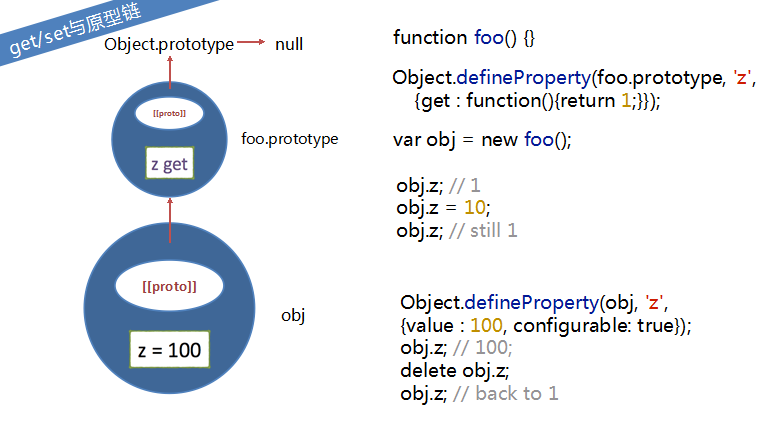 get/set与原型链
Object.prototype
null
[[proto]]
z get
foo.prototype
[[proto]]
z = 100
obj
function foo() {}
Object.defineProperty(foo.prototype, 'z',
{get : function(){return 1;}});
var obj = new foo();
obj.z; // 1
obj.z = 10;
obj.z; // still 1
Object.defineProperty(obj, 'z',
{value : 100, configurable: true});
obj.z; // 100;
delete obj.z;
obj.z; // back to 1